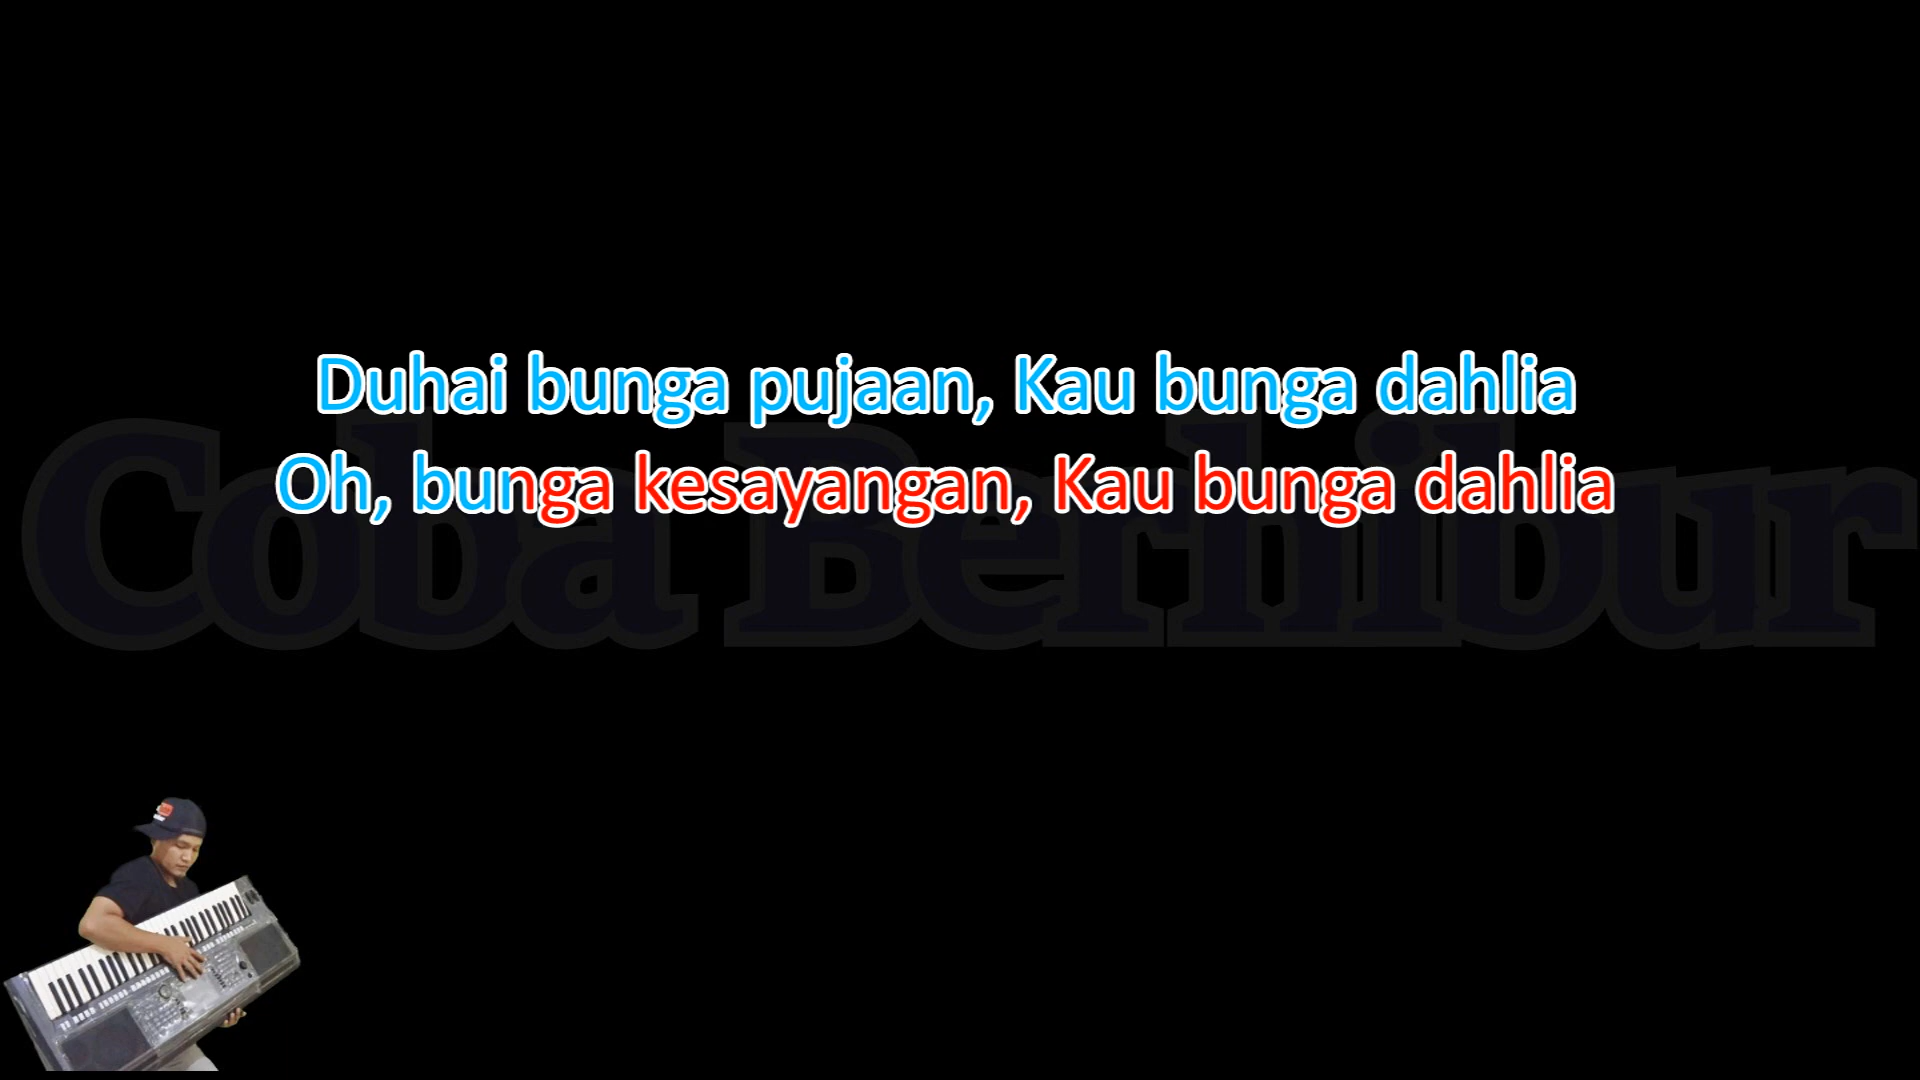 Duhai bunga pujaan, Kau bunga dahlia
Oh, bunga kesayangan, Kau bunga dahlia
Coba Berhibur